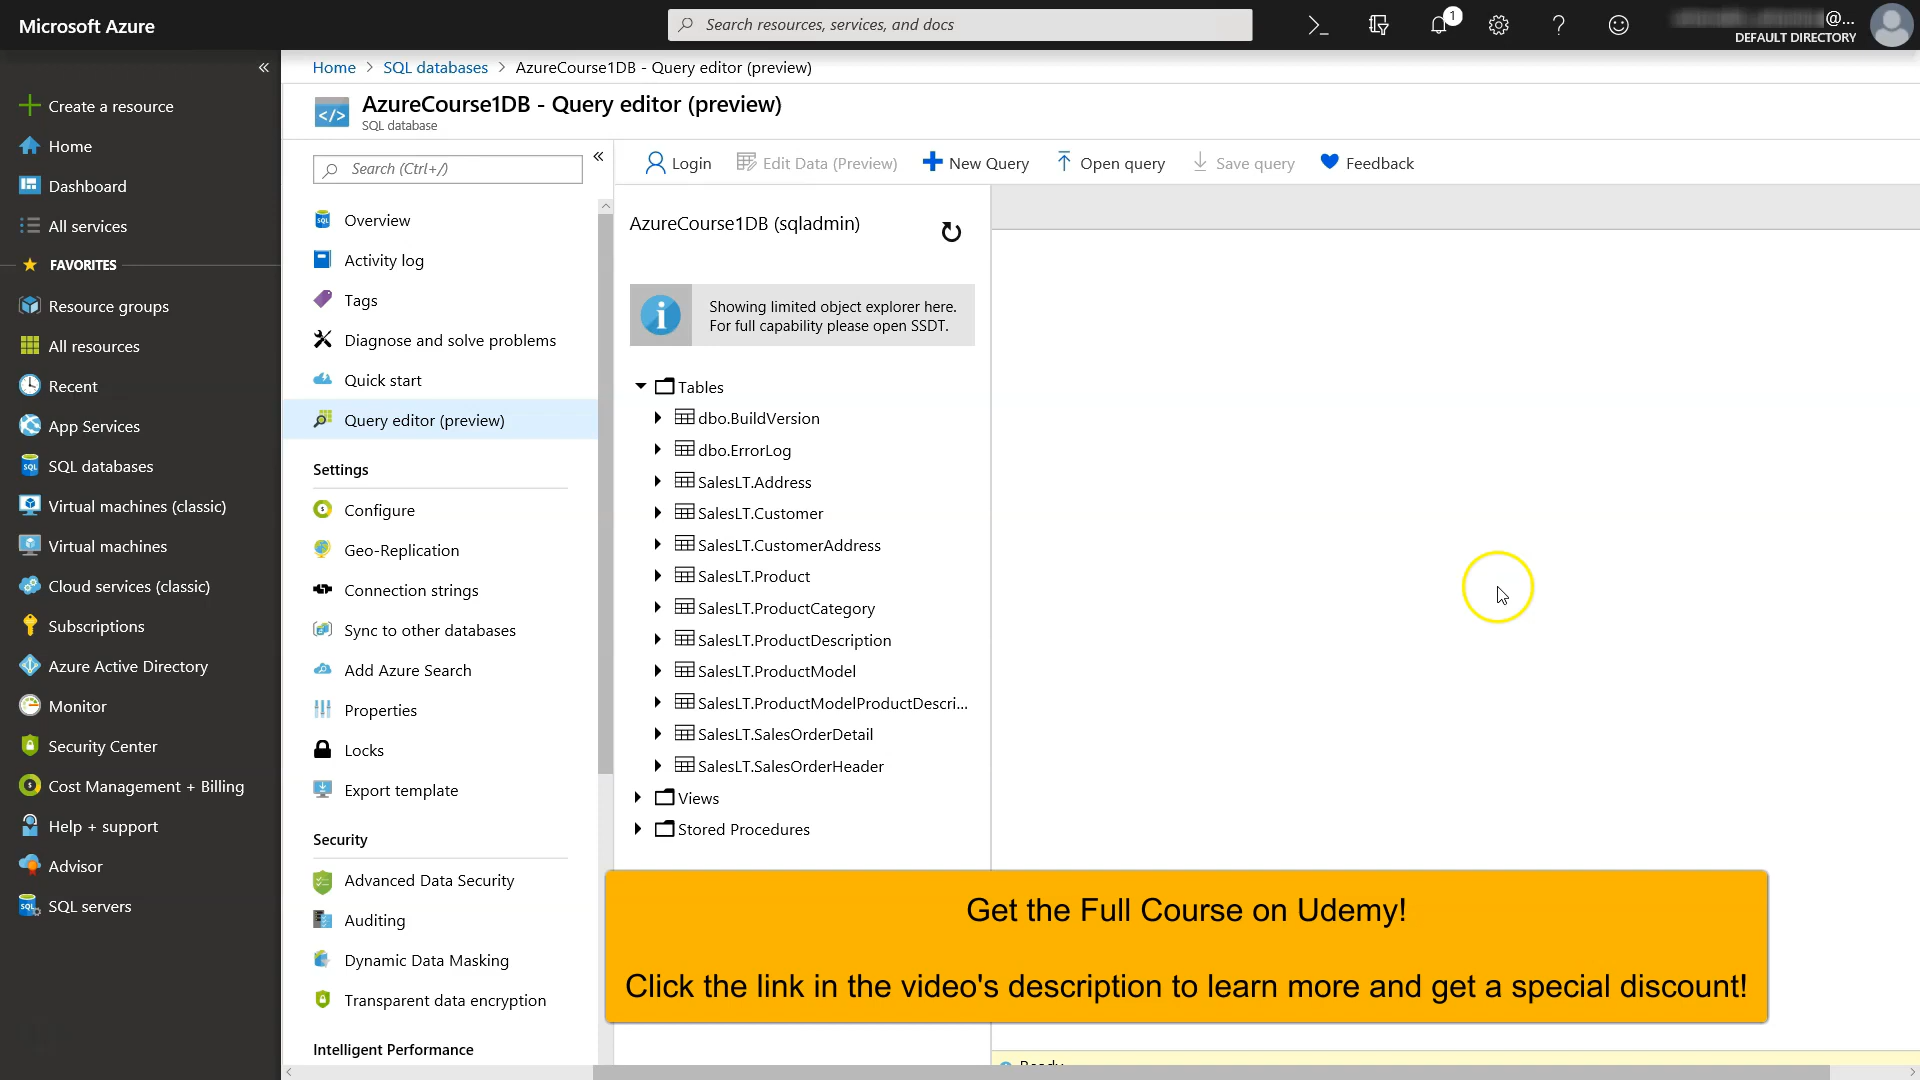 Microsoft Azure
Search resources, services, and docs
1
@...
DEFAULT DIRECTORY
Create a resource
Home
Dashboard
All services
FAVORITES
Resource groups
All resources
Recent
App Services
SQL databases
Virtual machines (classic)
Virtual machines
Cloud services (classic)
Subscriptions
Azure Active Directory
Monitor
Security Center
Cost Management + Billing
Help + support
Advisor
SQL servers
Home > SQL databases > AzureCourse1DB - Query editor (preview)
AzureCourse1DB - Query editor (preview)
SQL database
Search (Ctrl+/)
Overview
Activity log
Tags
Diagnose and solve problems
Quick start
Query editor (preview)
Settings
Configure
Geo-Replication
Connection strings
Sync to other databases
Add Azure Search
Properties
Locks
Export template
Security
Advanced Data Security
Auditing
Dynamic Data Masking
Transparent data encryption
Intelligent Performance
Login
Edit Data (Preview)
New Query
Open query
Save query
Feedback
AzureCourse1DB (sqladmin)
Showing limited object explorer here.
For full capability please open SSDT.
Tables
dbo.BuildVersion
dbo.ErrorLog
SalesLT.Address
SalesLT.Customer
SalesLT.CustomerAddress
SalesLT.Product
SalesLT.ProductCategory
SalesLT.ProductDescription
SalesLT.ProductModel
SalesLT.ProductModelProductDescri...
SalesLT.SalesOrderDetail
SalesLT.SalesOrderHeader
Views
Stored Procedures
Get the Full Course on Udemy!
Click the link in the video's description to learn more and get a special discount!
Ready